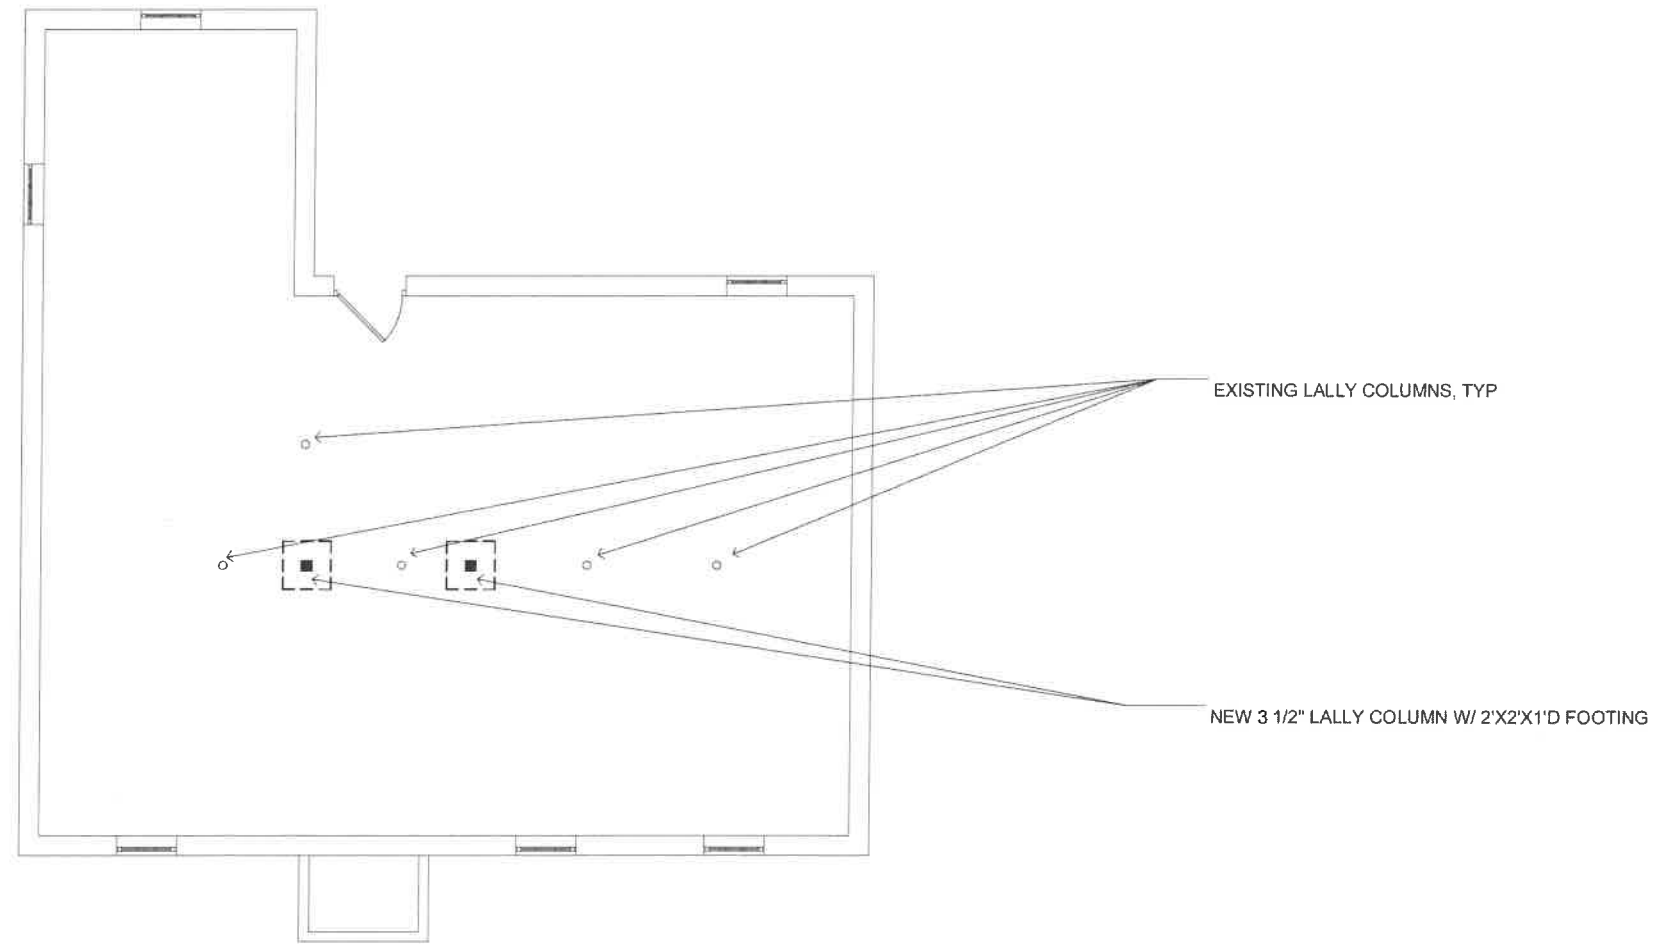 EXISTING LALLY COLUMNS, TYP
NEW 3 1/2" LALLY COLUMN W/ 2'X2'X1'D FOOTING